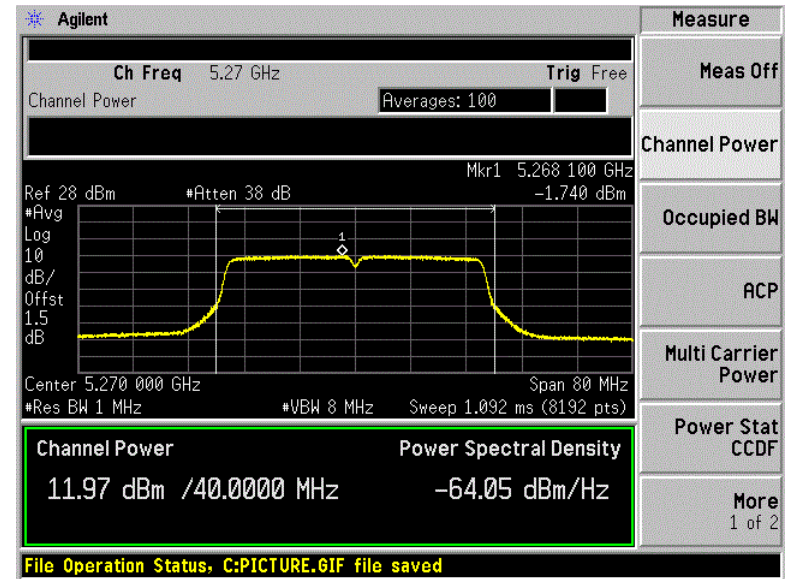 Agilent
Measure
Ch Freq 5.27 GHz Trig Free
Meas Off
Channel Power Averages: 100
Channel Power
Mkr1 5.268 100 GHz
Ref 28 dBm #Atten 38 dB -1.740 dBm
#Avg
Occupied BW
Log
1
10
dB/
ACP
Offst
1.5
dB
Multi Carrier
Power
Center 5.270 000 GHz Span 80 MHz
#Res BW 1 MHz #VBW 8 MHz Sweep 1.092 ms (8192 pts)
Power Stat
CCDF
Channel Power Power Spectral Density
11.97 dBm /40.0000 MHz -64.05 dBm/Hz
More
1 of 2
File Operation Status, C:PICTURE.GIF file saved